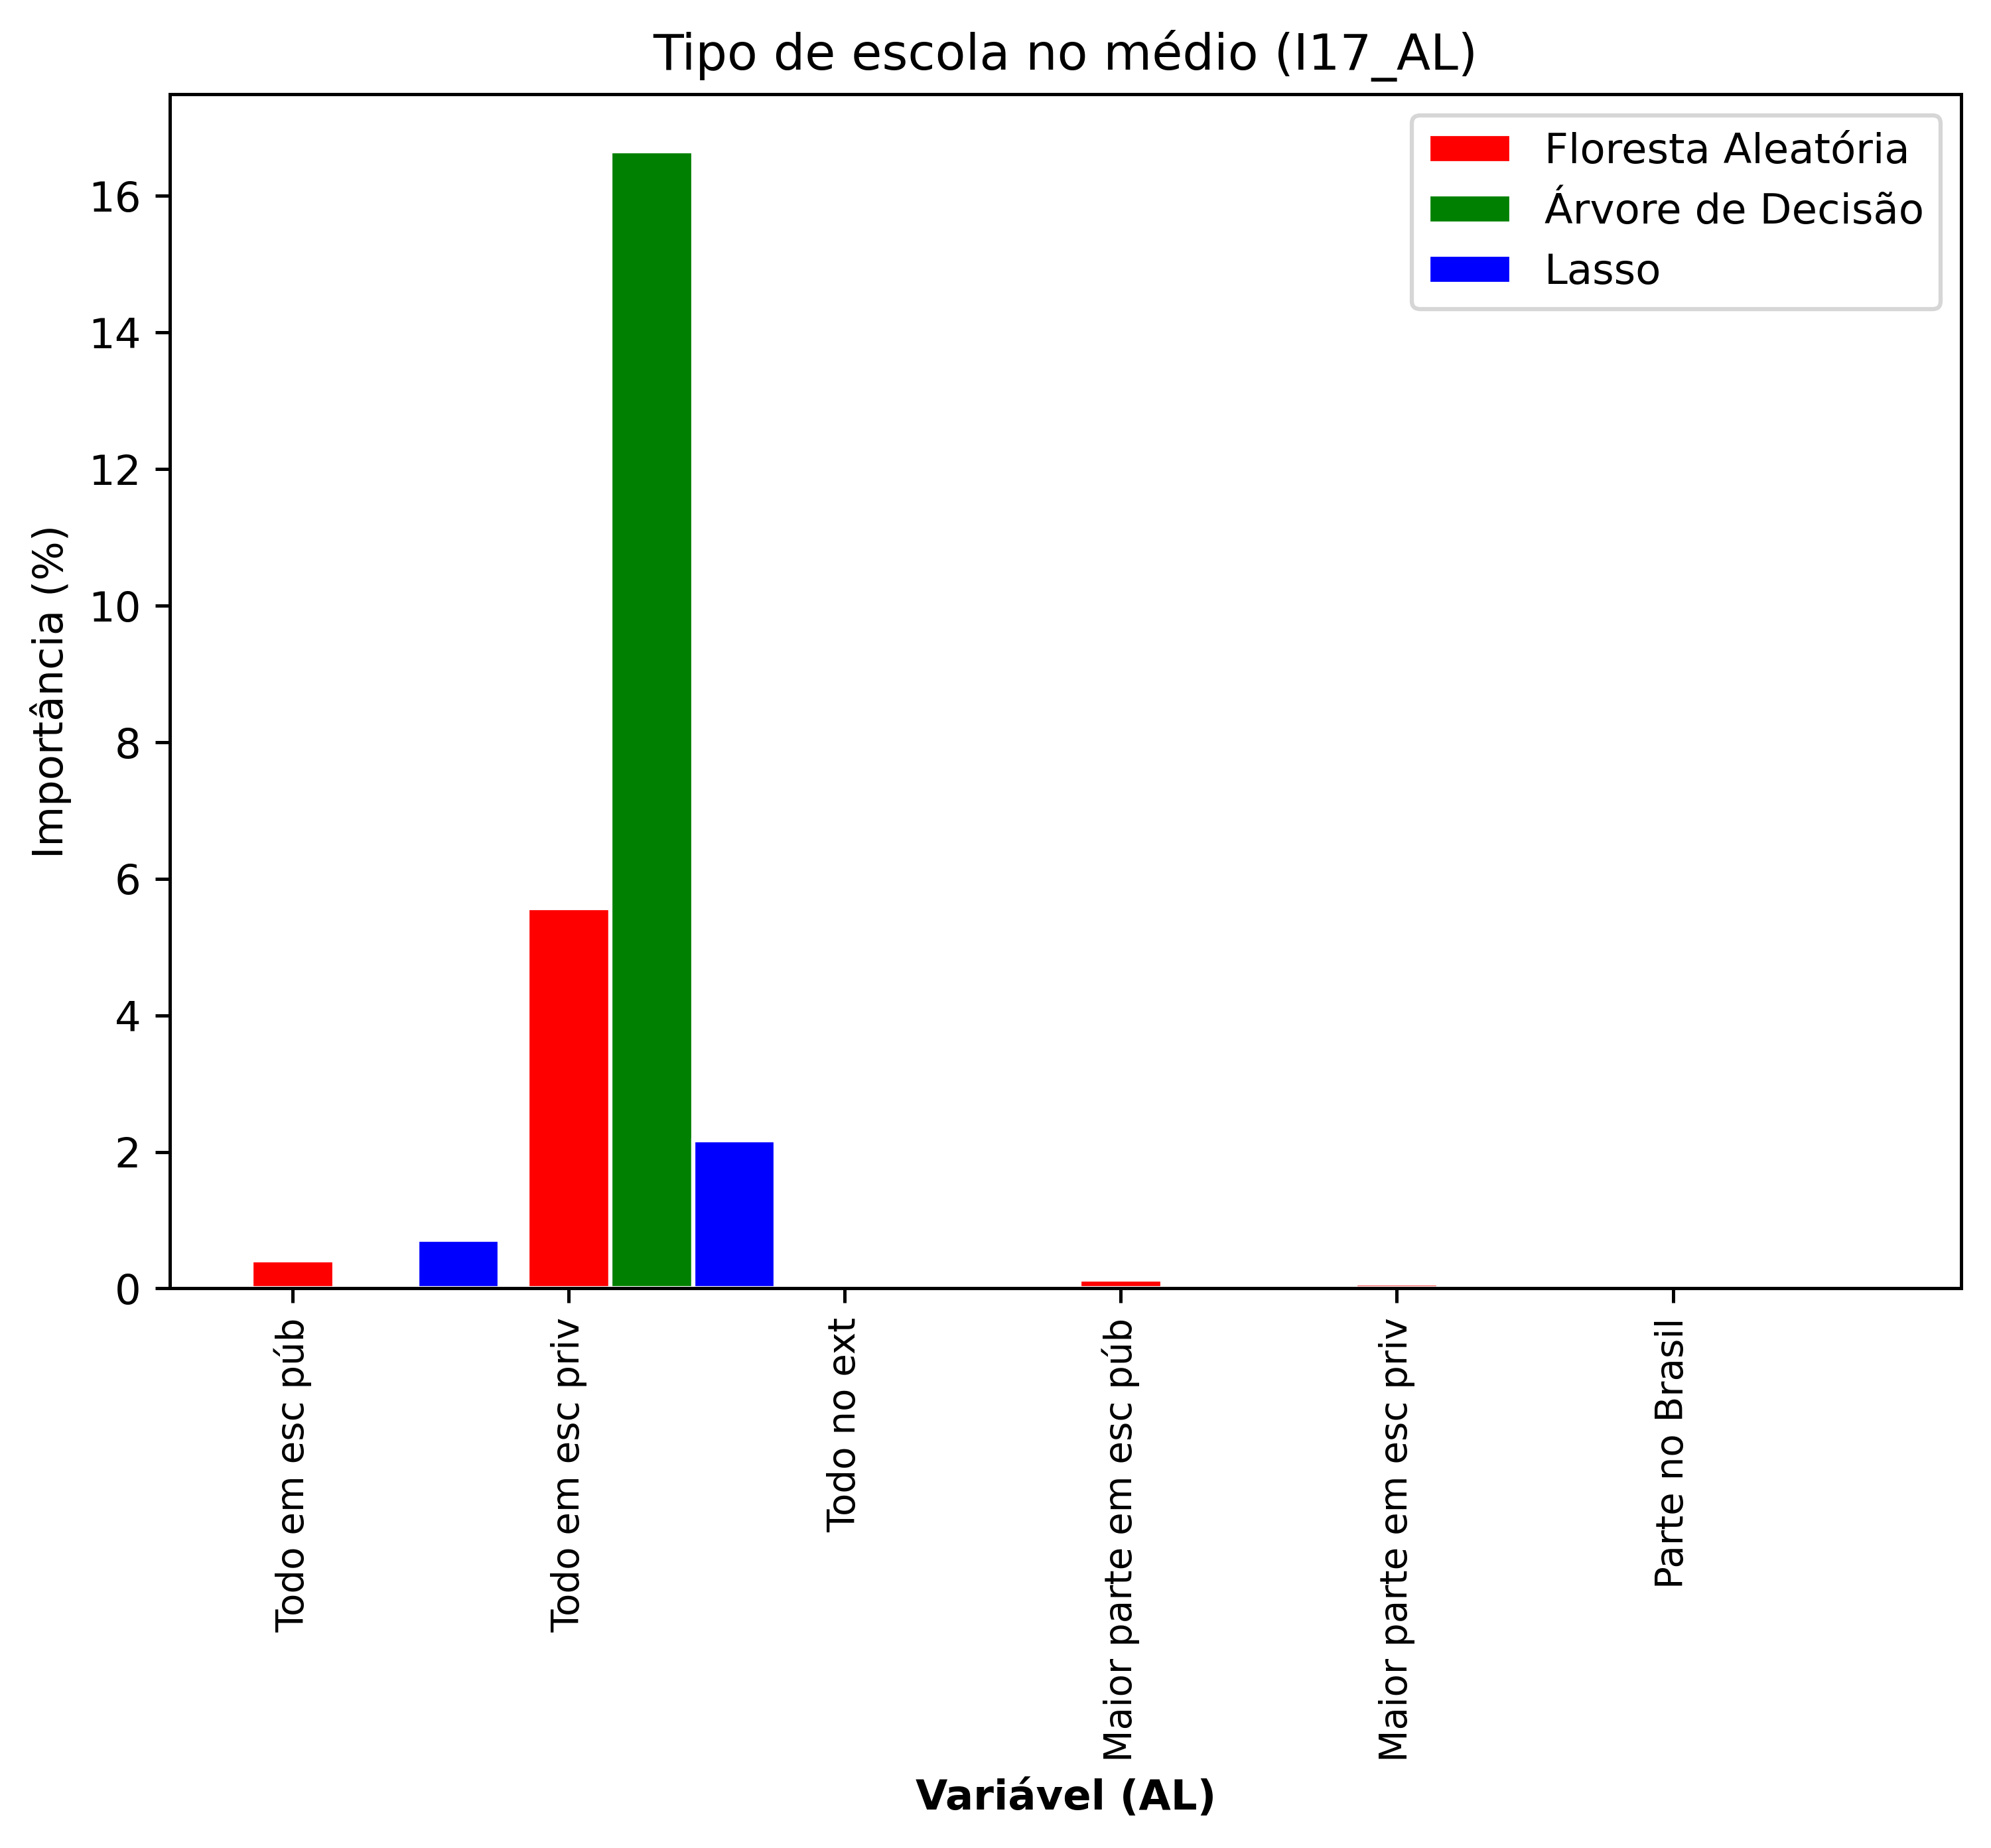 Tipo de escola no médio (I17_AL)
Floresta Aleatória
Árvore de Decisão
Lasso
Importância (%)
16
14
12
10
8
6
4
2
0
Todo em esc púb
Todo em esc priv
Todo no ext
Maior parte em esc púb
Maior parte em esc priv
Parte no Brasil
Variável (AL)